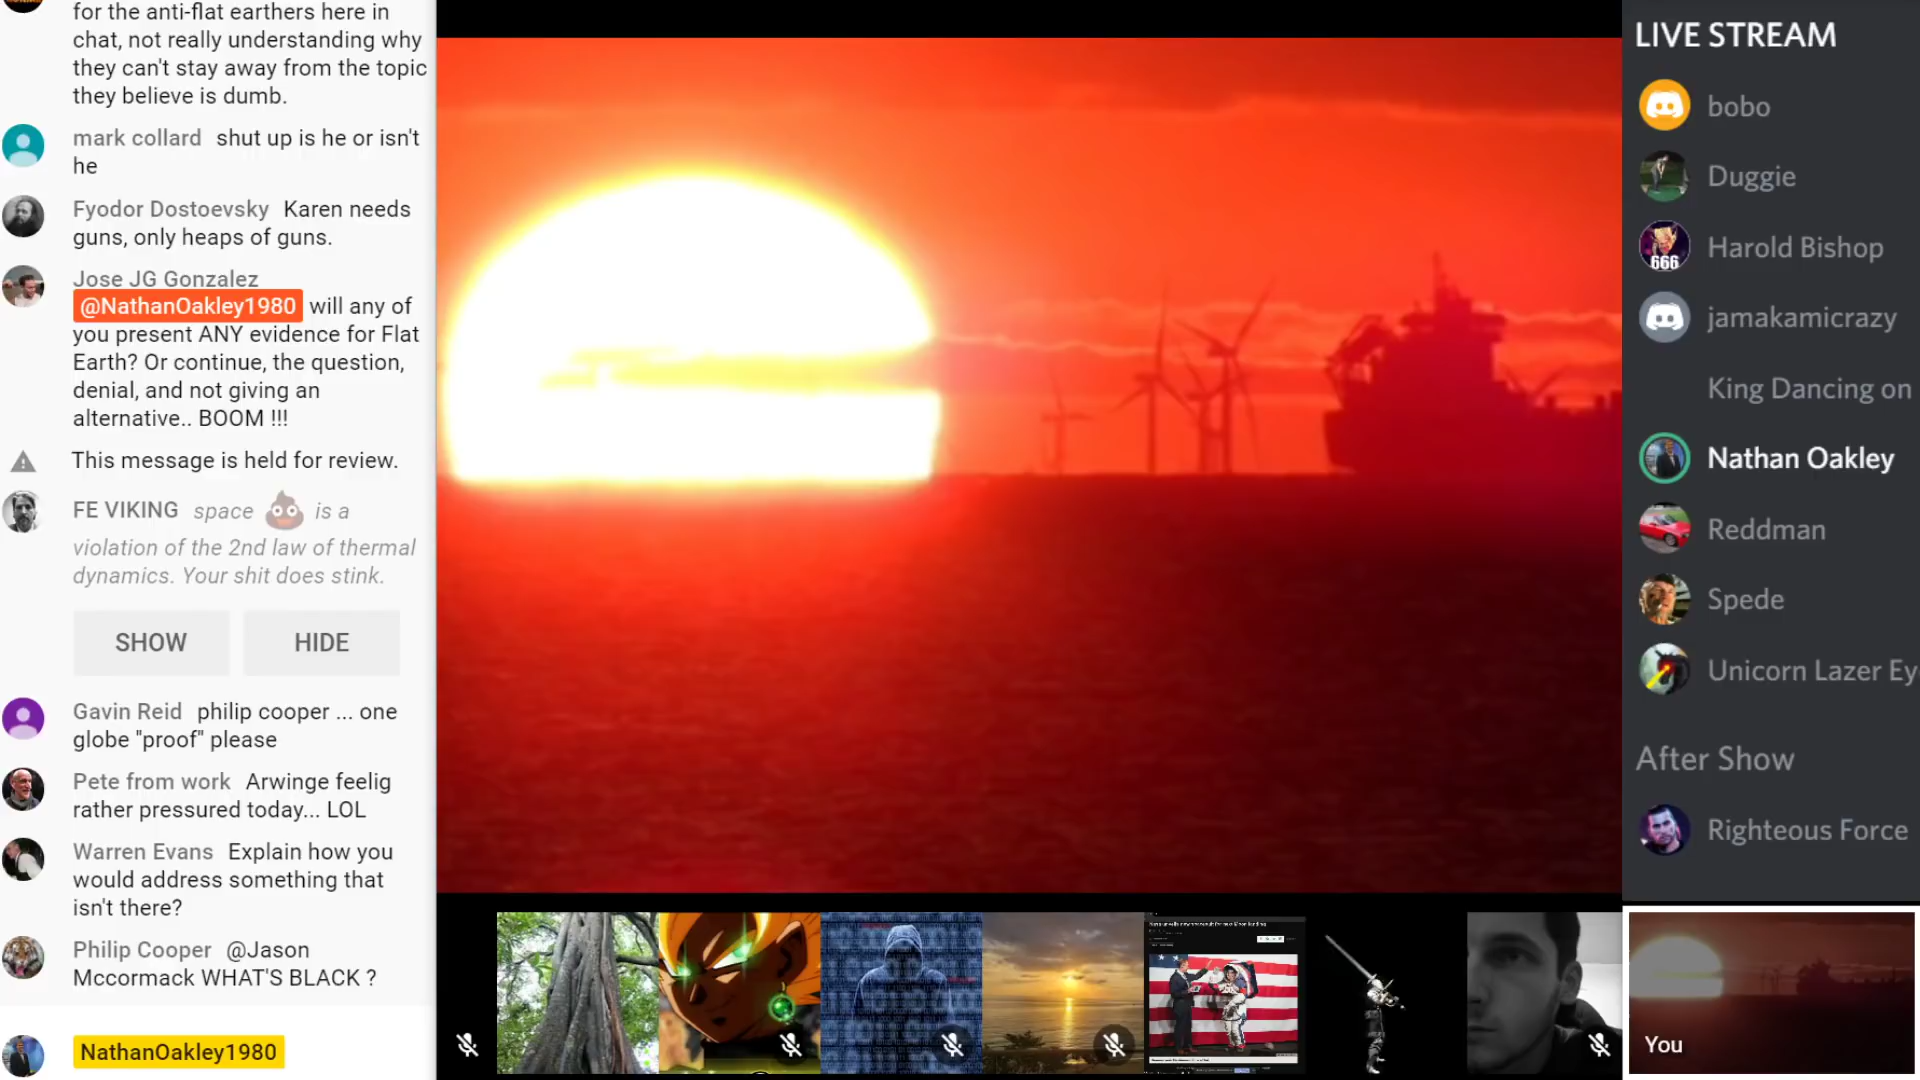 for the anti-flat earthers here in
chat, not really understanding why
they can't stay away from the topic
they believe is dumb.
mark collard shut up is he or isn't
he
Fyodor Dostoevsky Karen needs
guns, only heaps of guns.
Jose JG Gonzalez
@NathanOakley1980 will any of
you present ANY evidence for Flat
Earth? Or continue, the question,
denial, and not giving an
alternative.. BOOM !!!
This message is held for review.
FE VIKING space 💩 is a
violation of the 2nd law of thermal
dynamics. Your shit does stink.
SHOW HIDE
Gavin Reid philip cooper ... one
globe "proof" please
Pete from work Arwinge feelig
rather pressured today... LOL
Warren Evans Explain how you
would address something that
isn't there?
Philip Cooper @Jason
Mccormack WHAT'S BLACK ?
NathanOakley1980
LIVE STREAM
bobo
Duggie
666
Harold Bishop
jamakamicrazy
King Dancing on
Nathan Oakley
Reddman
Spede
Unicorn Lazer Ey
After Show
Righteous Force
You